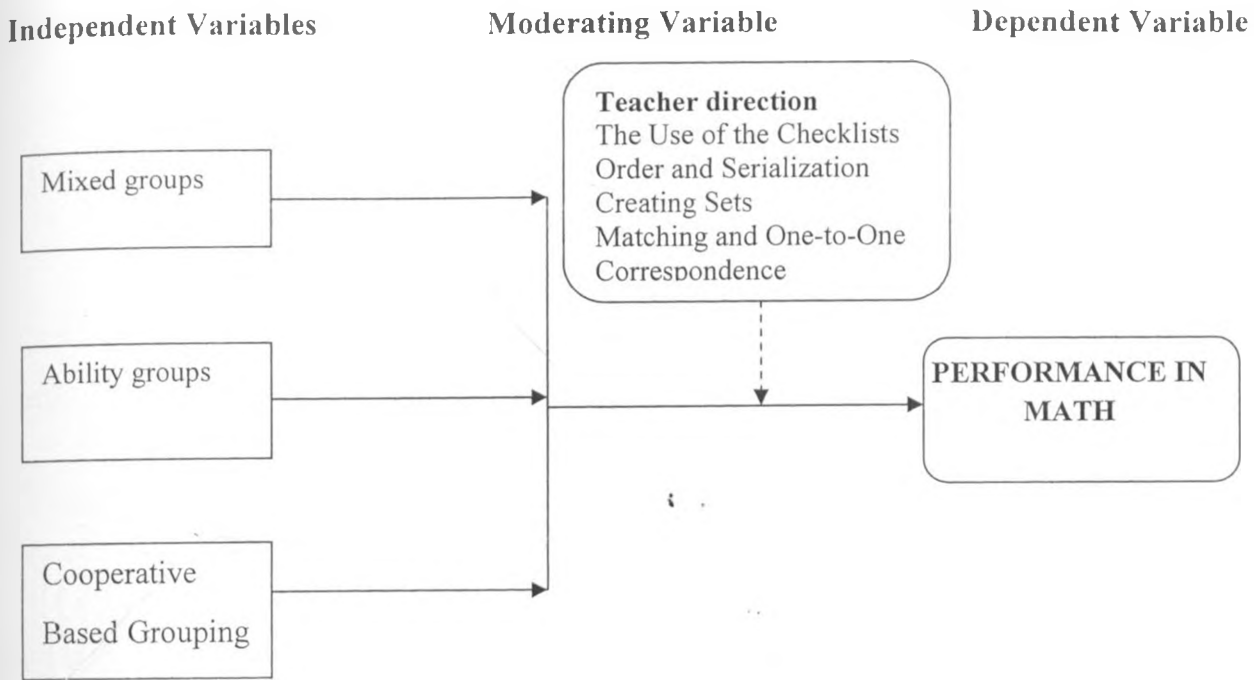 Independent Variables
Moderating Variable
Dependent Variable
Teacher direction
The Use of the Checklists
Order and Serialization
Creating Sets
Matching and One-to-One
Correspondence
Mixed groups
Ability groups
PERFORMANCE IN
MATH
Cooperative
Based Grouping